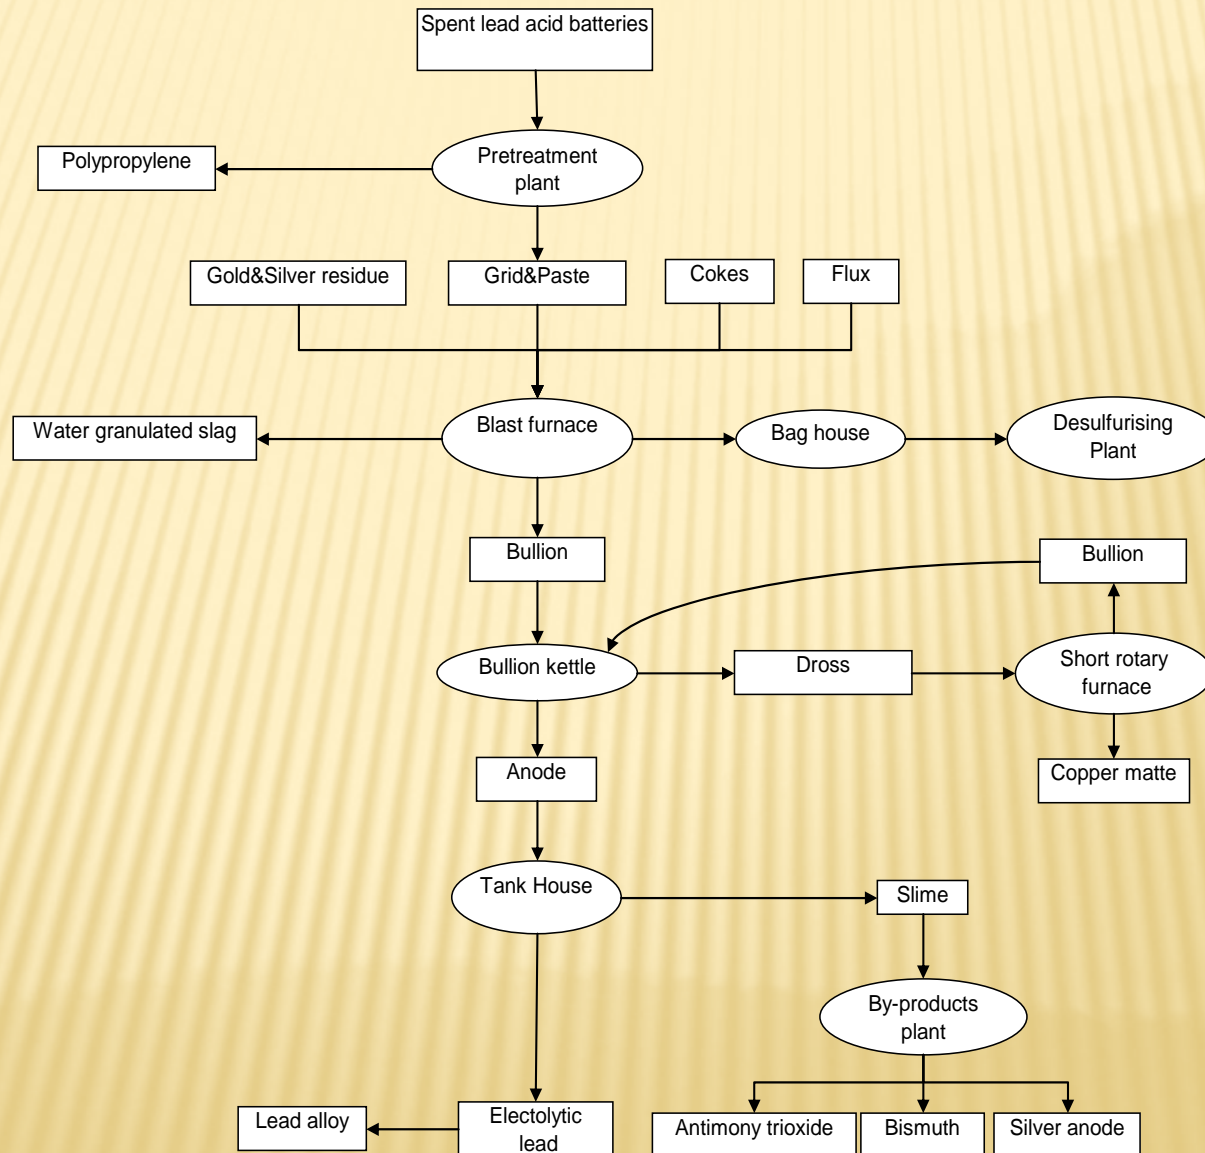 Spent lead acid batteries
Polypropylene
Pretreatment
plant
Gold&Silver residue
Grid&Paste
Cokes
Flux
Water granulated slag
Blast furnace
Bag house
Desulfurising
Plant
Bullion
Bullion
Bullion kettle
Dross
Short rotary
furnace
Anode
Copper matte
Tank House
Slime
By-products
plant
Lead alloy
Electolytic
lead
Antimony trioxide
Bismuth
Silver anode